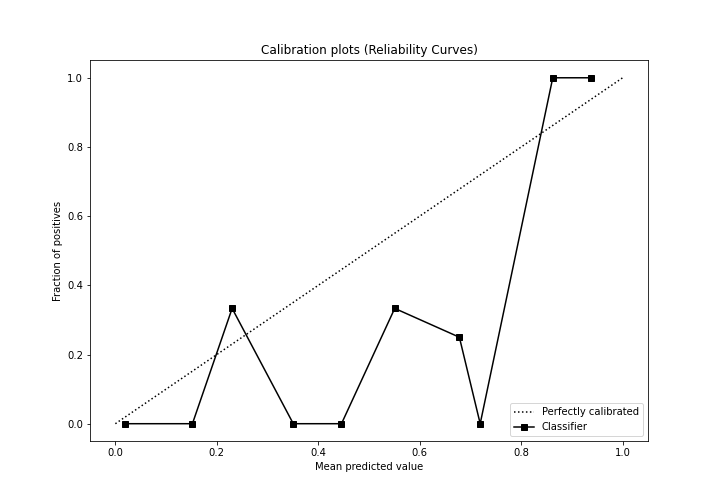 Calibration plots (Reliability Curves)
1.0
0.8
0.6
0.4
0.2
0.0
Fraction of positives
0.0 0.2 0.4 0.6 0.8 1.0
Mean predicted value
Perfectly calibrated
Classifier